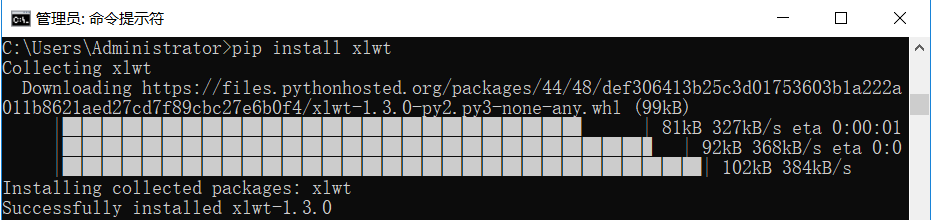 管理员: 命令提示符
C:\Users\Administrator>pip install xlwt
Collecting xlwt
  Downloading https://files.pythonhosted.org/packages/44/48/def306413b25c3d01753603b1a222a
011b8621aed27cd7f89cbc27e6b0f4/xlwt-1.3.0-py2.py3-none-any.whl (99kB)
| 81kB 327kB/s eta 0:00:01
| 92kB 368kB/s eta 0:0
| 102kB 384kB/s
Installing collected packages: xlwt
Successfully installed xlwt-1.3.0